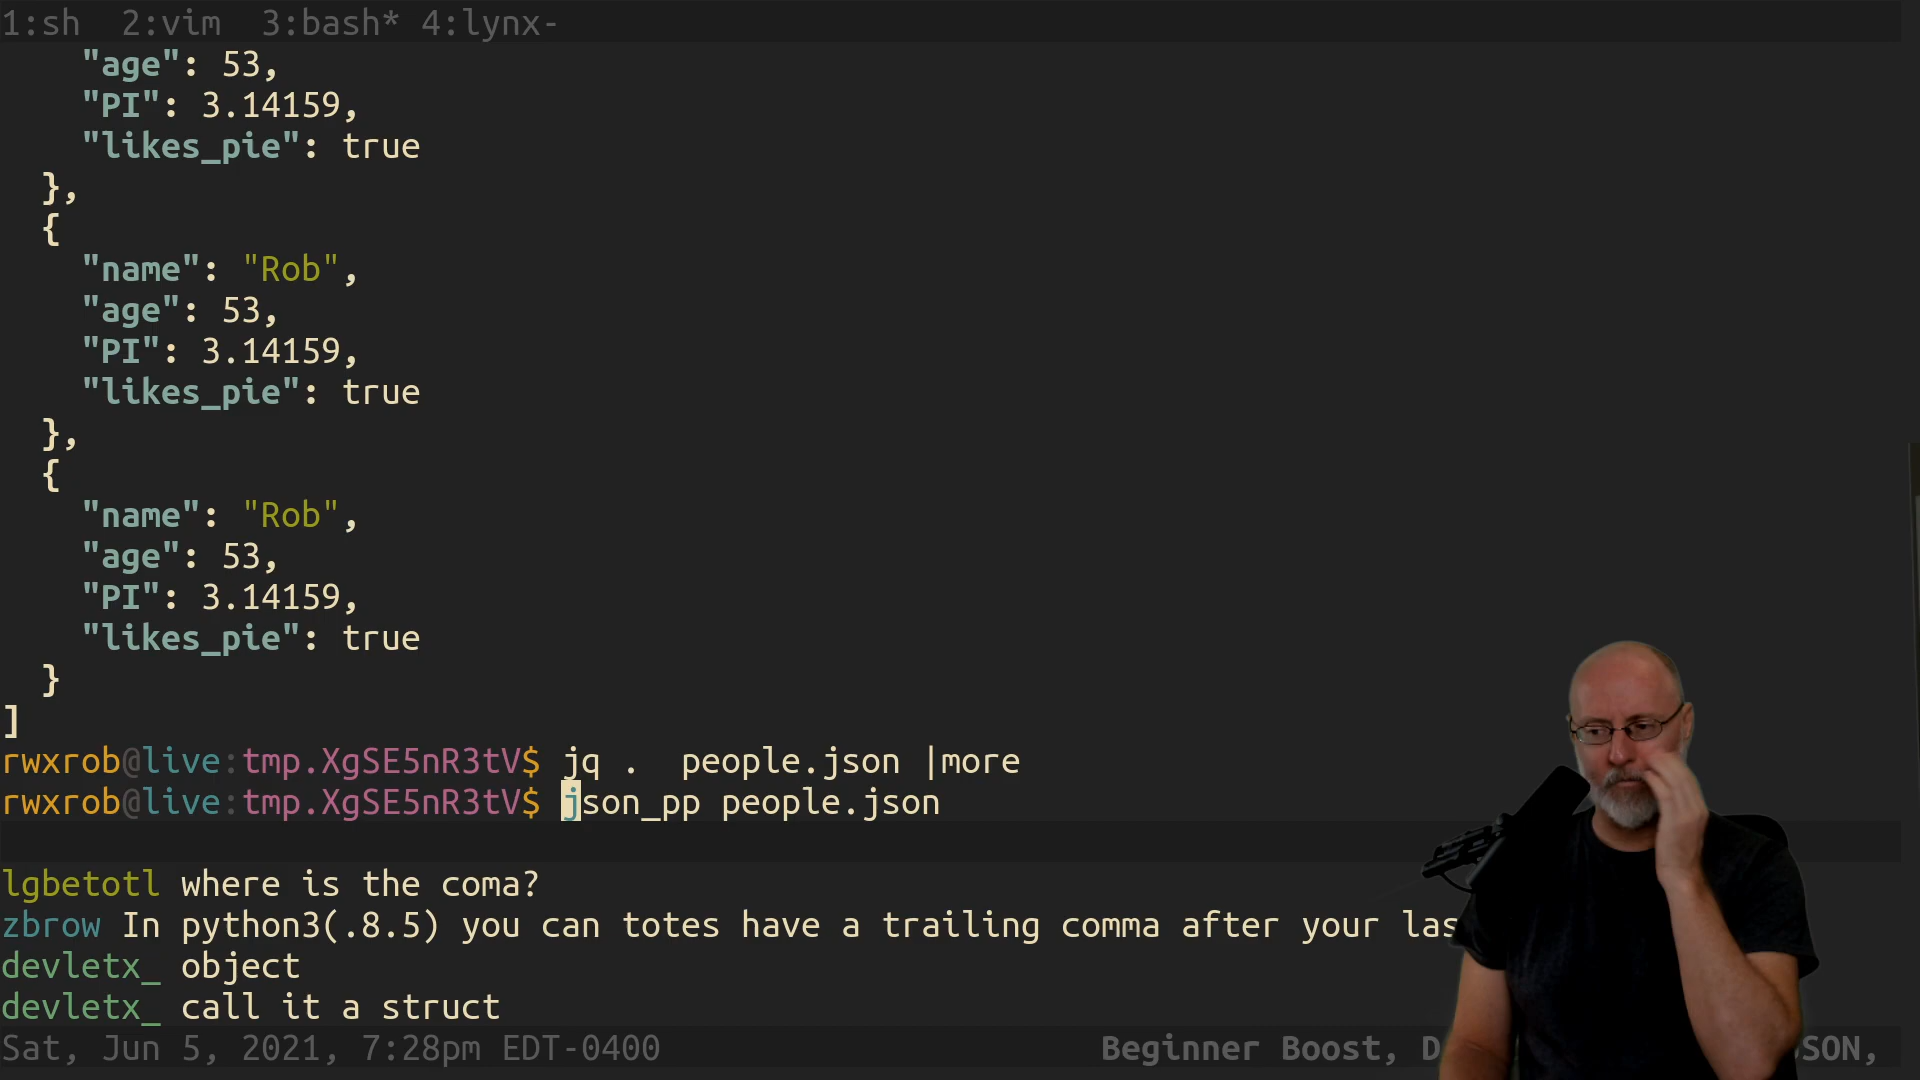 1:sh  2:vim  3:bash* 4:lynx-
"age": 53,
"PI": 3.14159,
"likes_pie": true
},
{
"name": "Rob",
"age": 53,
"PI": 3.14159,
"likes_pie": true
},
{
"name": "Rob",
"age": 53,
"PI": 3.14159,
"likes_pie": true
}
]
rwxrob@live:tmp.XgSE5nR3tV$ jq .  people.json |more
rwxrob@live:tmp.XgSE5nR3tV$ json_pp people.json
lgbetotl where is the coma?
zbrow In python3(.8.5) you can totes have a trailing comma after your las
devletx_ object
devletx_ call it a struct
Sat, Jun 5, 2021, 7:28pm EDT-0400
Beginner Boost, D SON,